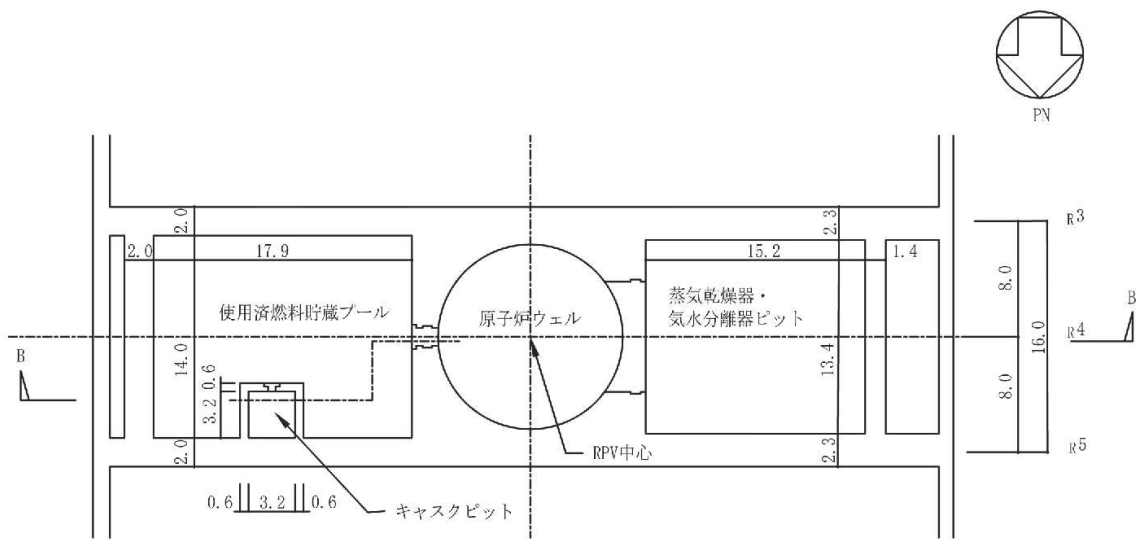 PN
R3
2.0
2.3
2.0
17.9
15.2
1.4
8.0
使用済燃料貯蔵プール
原子炉ウェル
蒸気乾燥器・
気水分離器ピット
B
R4
16.0
B
14.0
0.6
13.4
8.0
3.2
2.0
RPV中心
2.3
R5
0.6
3.2
0.6
キャスクピット